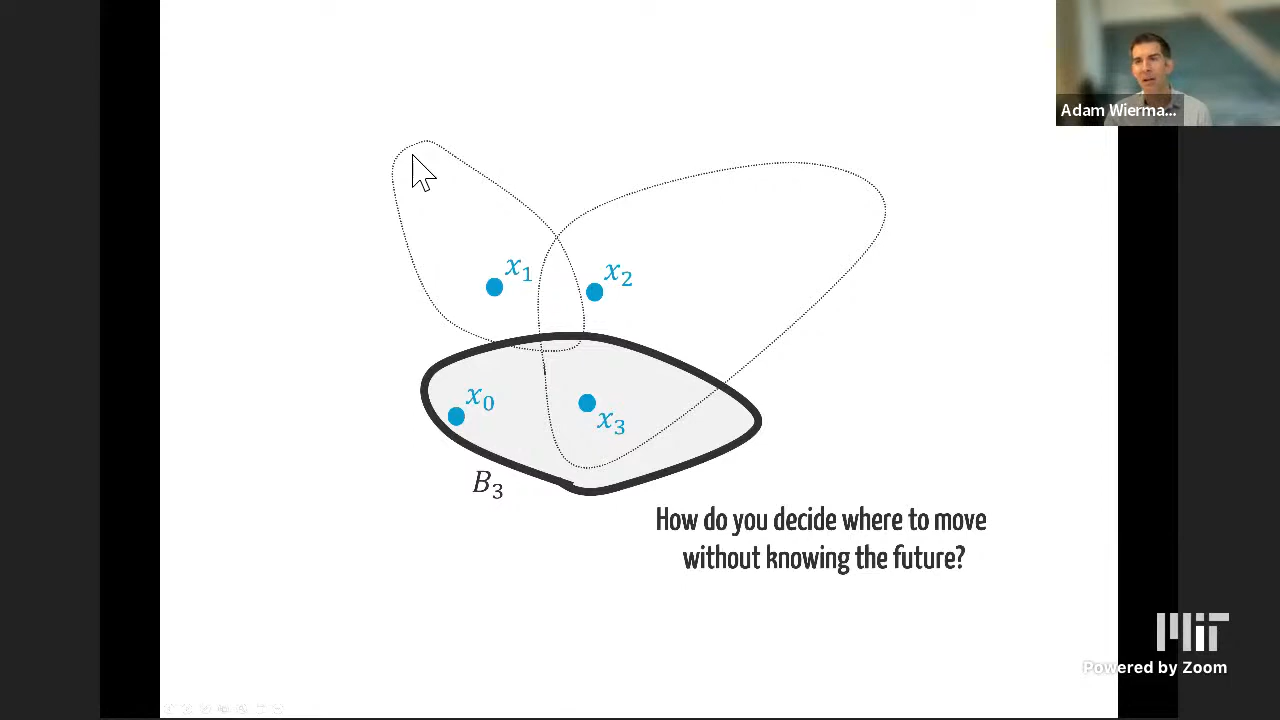 Adam Wierma...
x₁
x₂
x₀
x₃
B₃
How do you decide where to move
without knowing the future?
MIT
Powered by Zoom